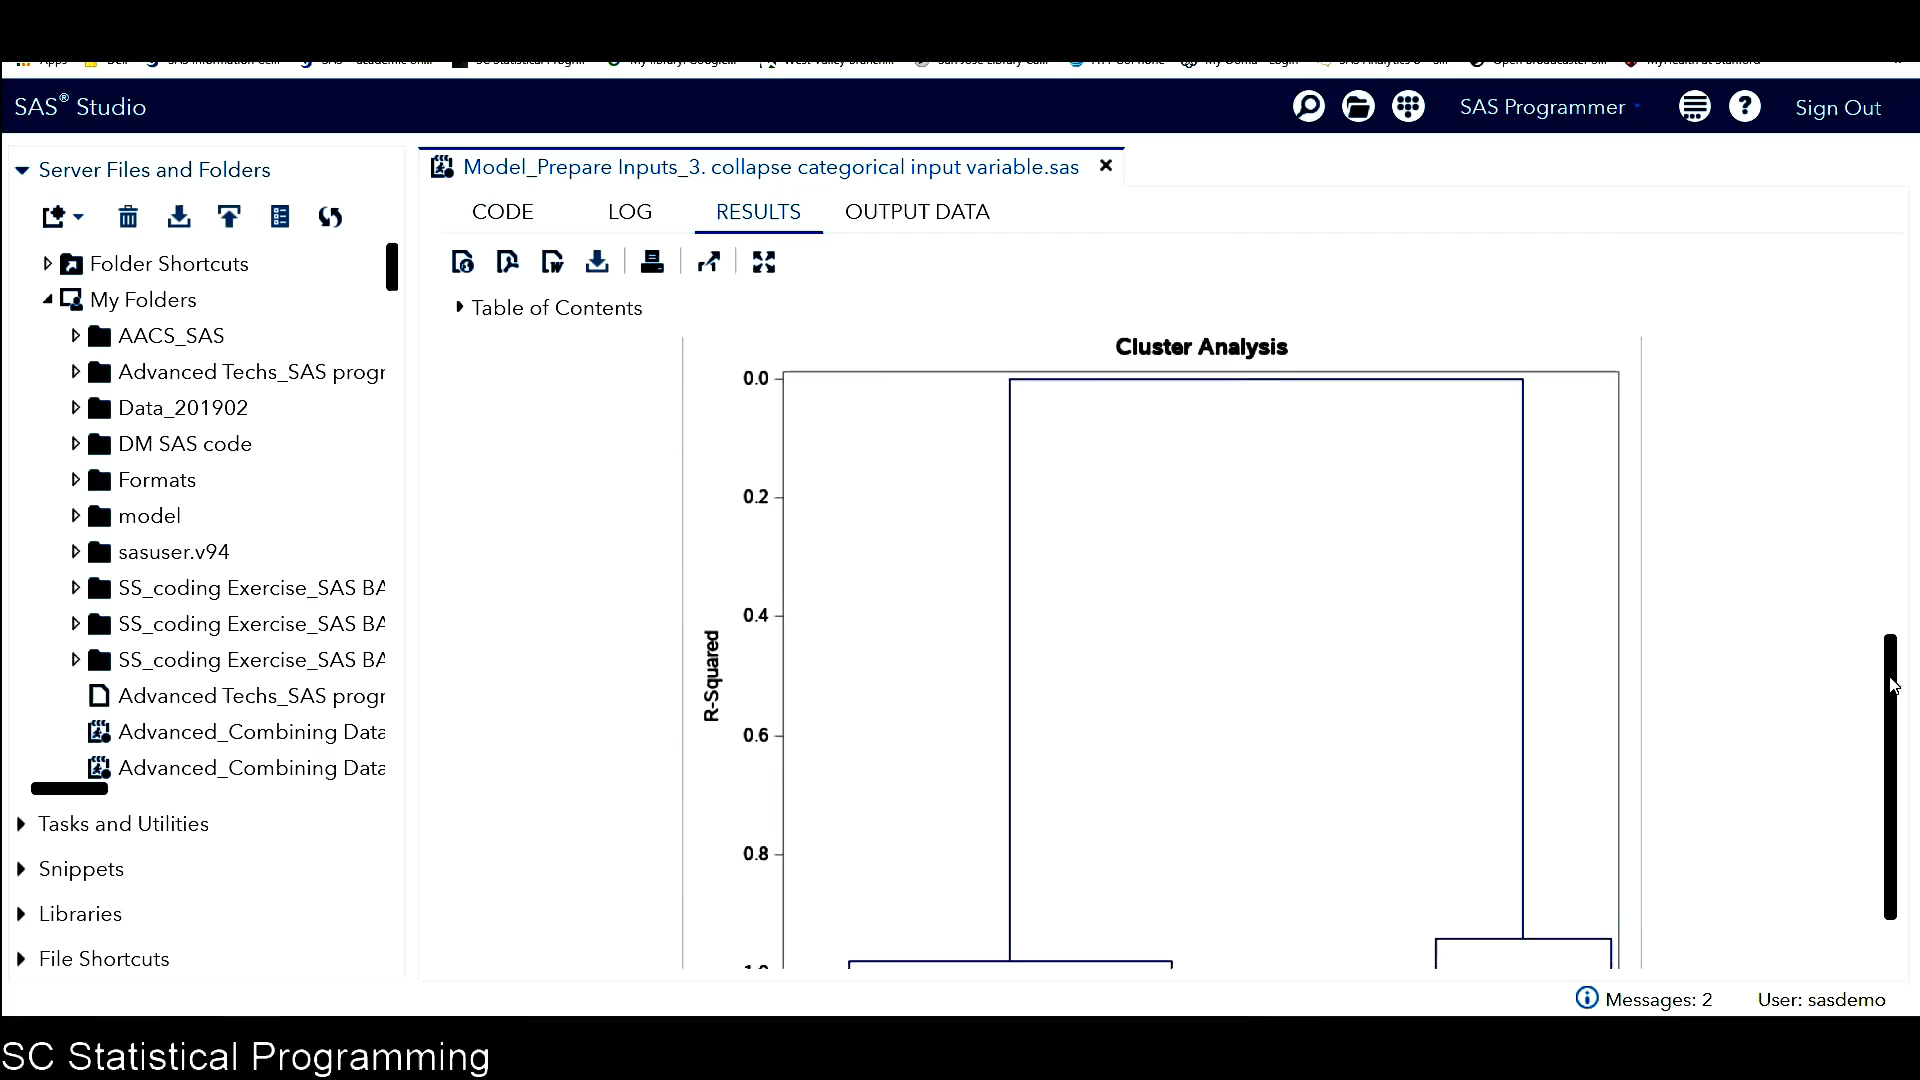 SAS® Studio
SAS Programmer
Sign Out
Server Files and Folders
Folder Shortcuts
My Folders
AACS_SAS
Advanced Techs_SAS progr
Data_201902
DM SAS code
Formats
model
sasuser.v94
SS_coding Exercise_SAS BA
SS_coding Exercise_SAS BA
SS_coding Exercise_SAS BA
Advanced Techs_SAS progr
Advanced_Combining Data
Advanced_Combining Data
Tasks and Utilities
Snippets
Libraries
File Shortcuts
Model_Prepare Inputs_3. collapse categorical input variable.sas
CODE LOG RESULTS OUTPUT DATA
Table of Contents
Cluster Analysis
0.0
0.2
0.4
0.6
0.8
R-Squared
Messages: 2
User: sasdemo
SC Statistical Programming